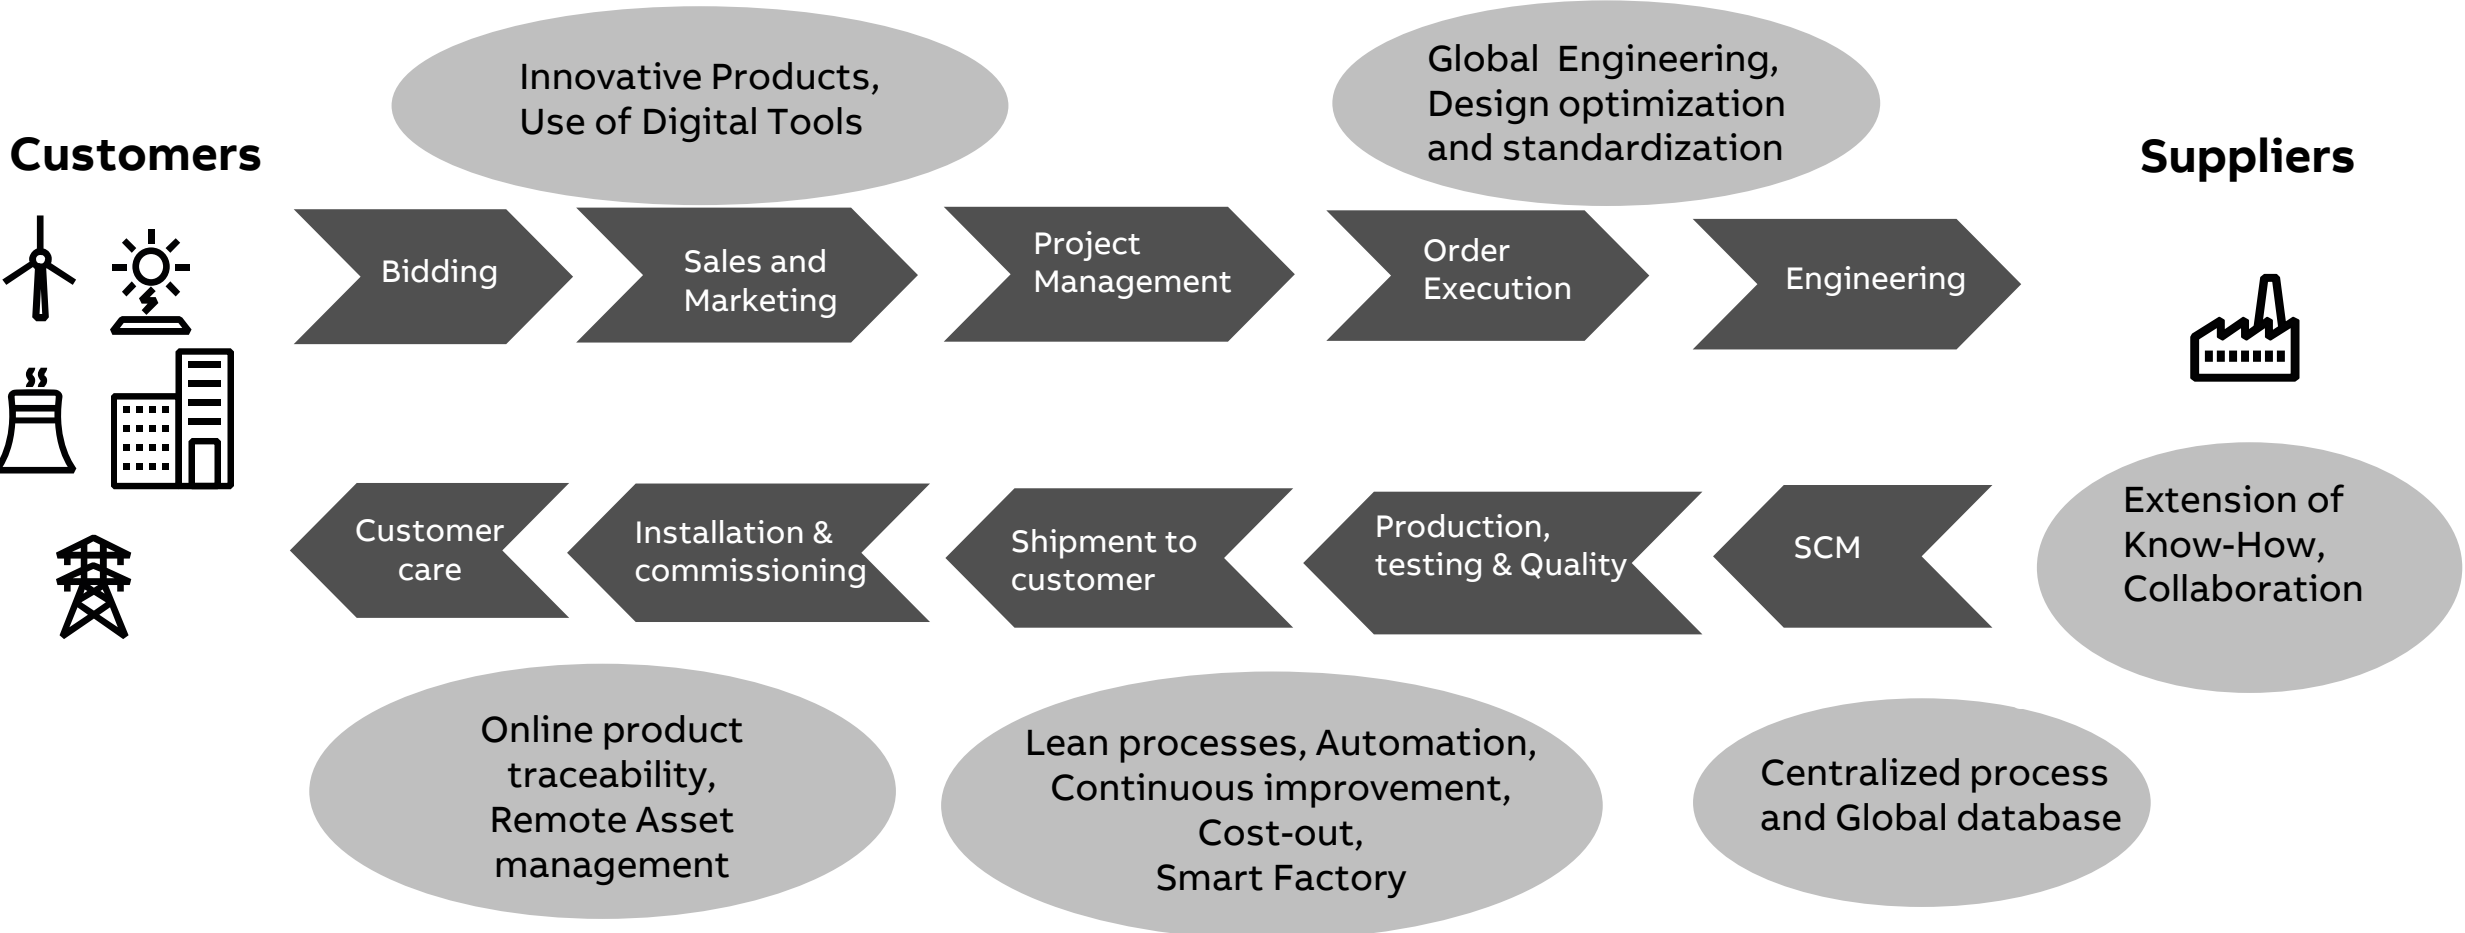 Innovative Products,
Use of Digital Tools
Global  Engineering,
Design optimization
and standardization
Customers
Suppliers
Bidding
Sales and
Marketing
Project
Management
Order
Execution
Engineering
Customer
care
Installation &
commissioning
Shipment to
customer
Production,
testing & Quality
SCM
Extension of
Know-How,
Collaboration
Online product
traceability,
Remote Asset
management
Lean processes, Automation,
Continuous improvement,
Cost-out,
Smart Factory
Centralized process
and Global database